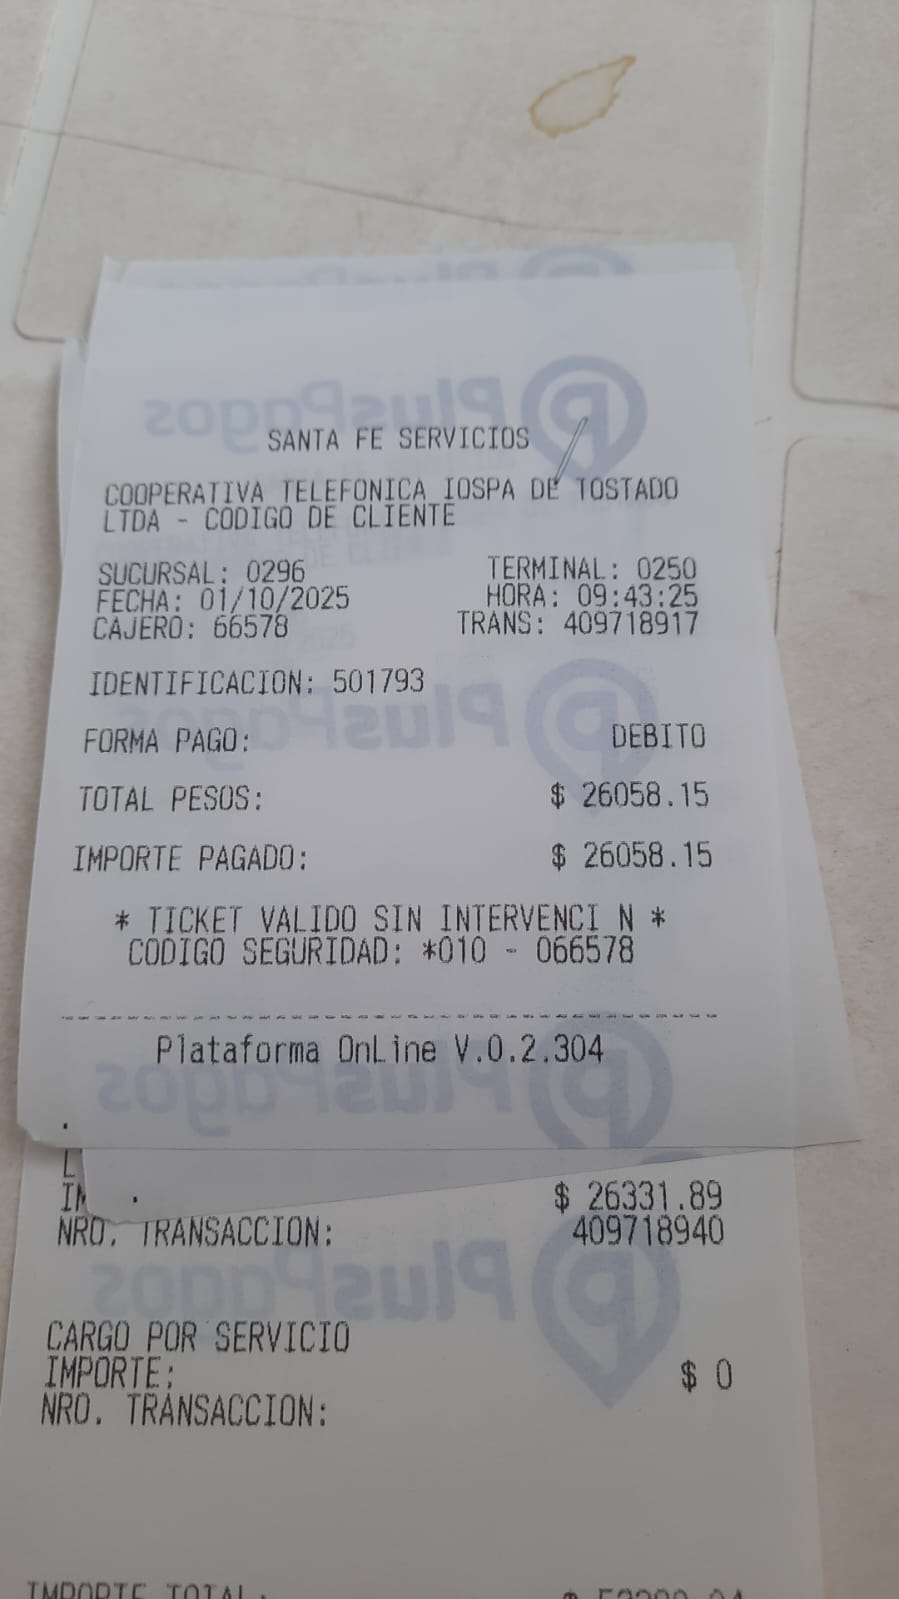 SANTA FE SERVICIOS
COOPERATIVA TELEFONICA IOSPA DE TOSTADO
LTDA - CODIGO DE CLIENTE
SUCURSAL: 0296 TERMINAL: 0250
FECHA: 01/10/2025 HORA: 09:43:25
CAJERO: 66578 TRANS: 409718917
IDENTIFICACION: 501793
FORMA PAGO: DEBITO
TOTAL PESOS: $ 26058.15
IMPORTE PAGADO: $ 26058.15
* TICKET VALIDO SIN INTERVENCI N *
CODIGO SEGURIDAD: *010 - 066578
Plataforma OnLine V.0.2.304
$ 26331.89
NRO. TRANSACCION: 409718940
CARGO POR SERVICIO
IMPORTE: $ 0
NRO. TRANSACCION:
IMPORTE TOTAL:
PlusPagos
PlusPagos
PlusPagos
PlusPagos